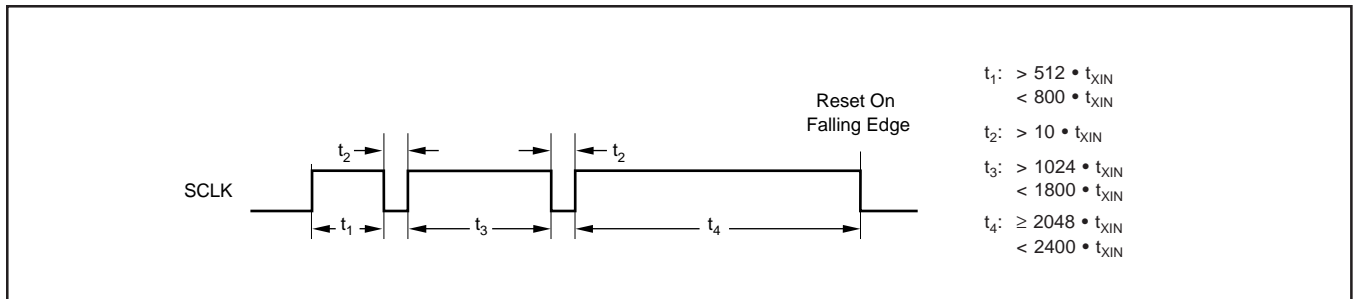 Reset On
Falling Edge
t₂
t₂
SCLK
t₁
t₃
t₄
t₁: > 512 • tXIN
< 800 • tXIN
t₂: > 10 • tXIN
t₃: > 1024 • tXIN
< 1800 • tXIN
t₄: ≥ 2048 • tXIN
< 2400 • tXIN